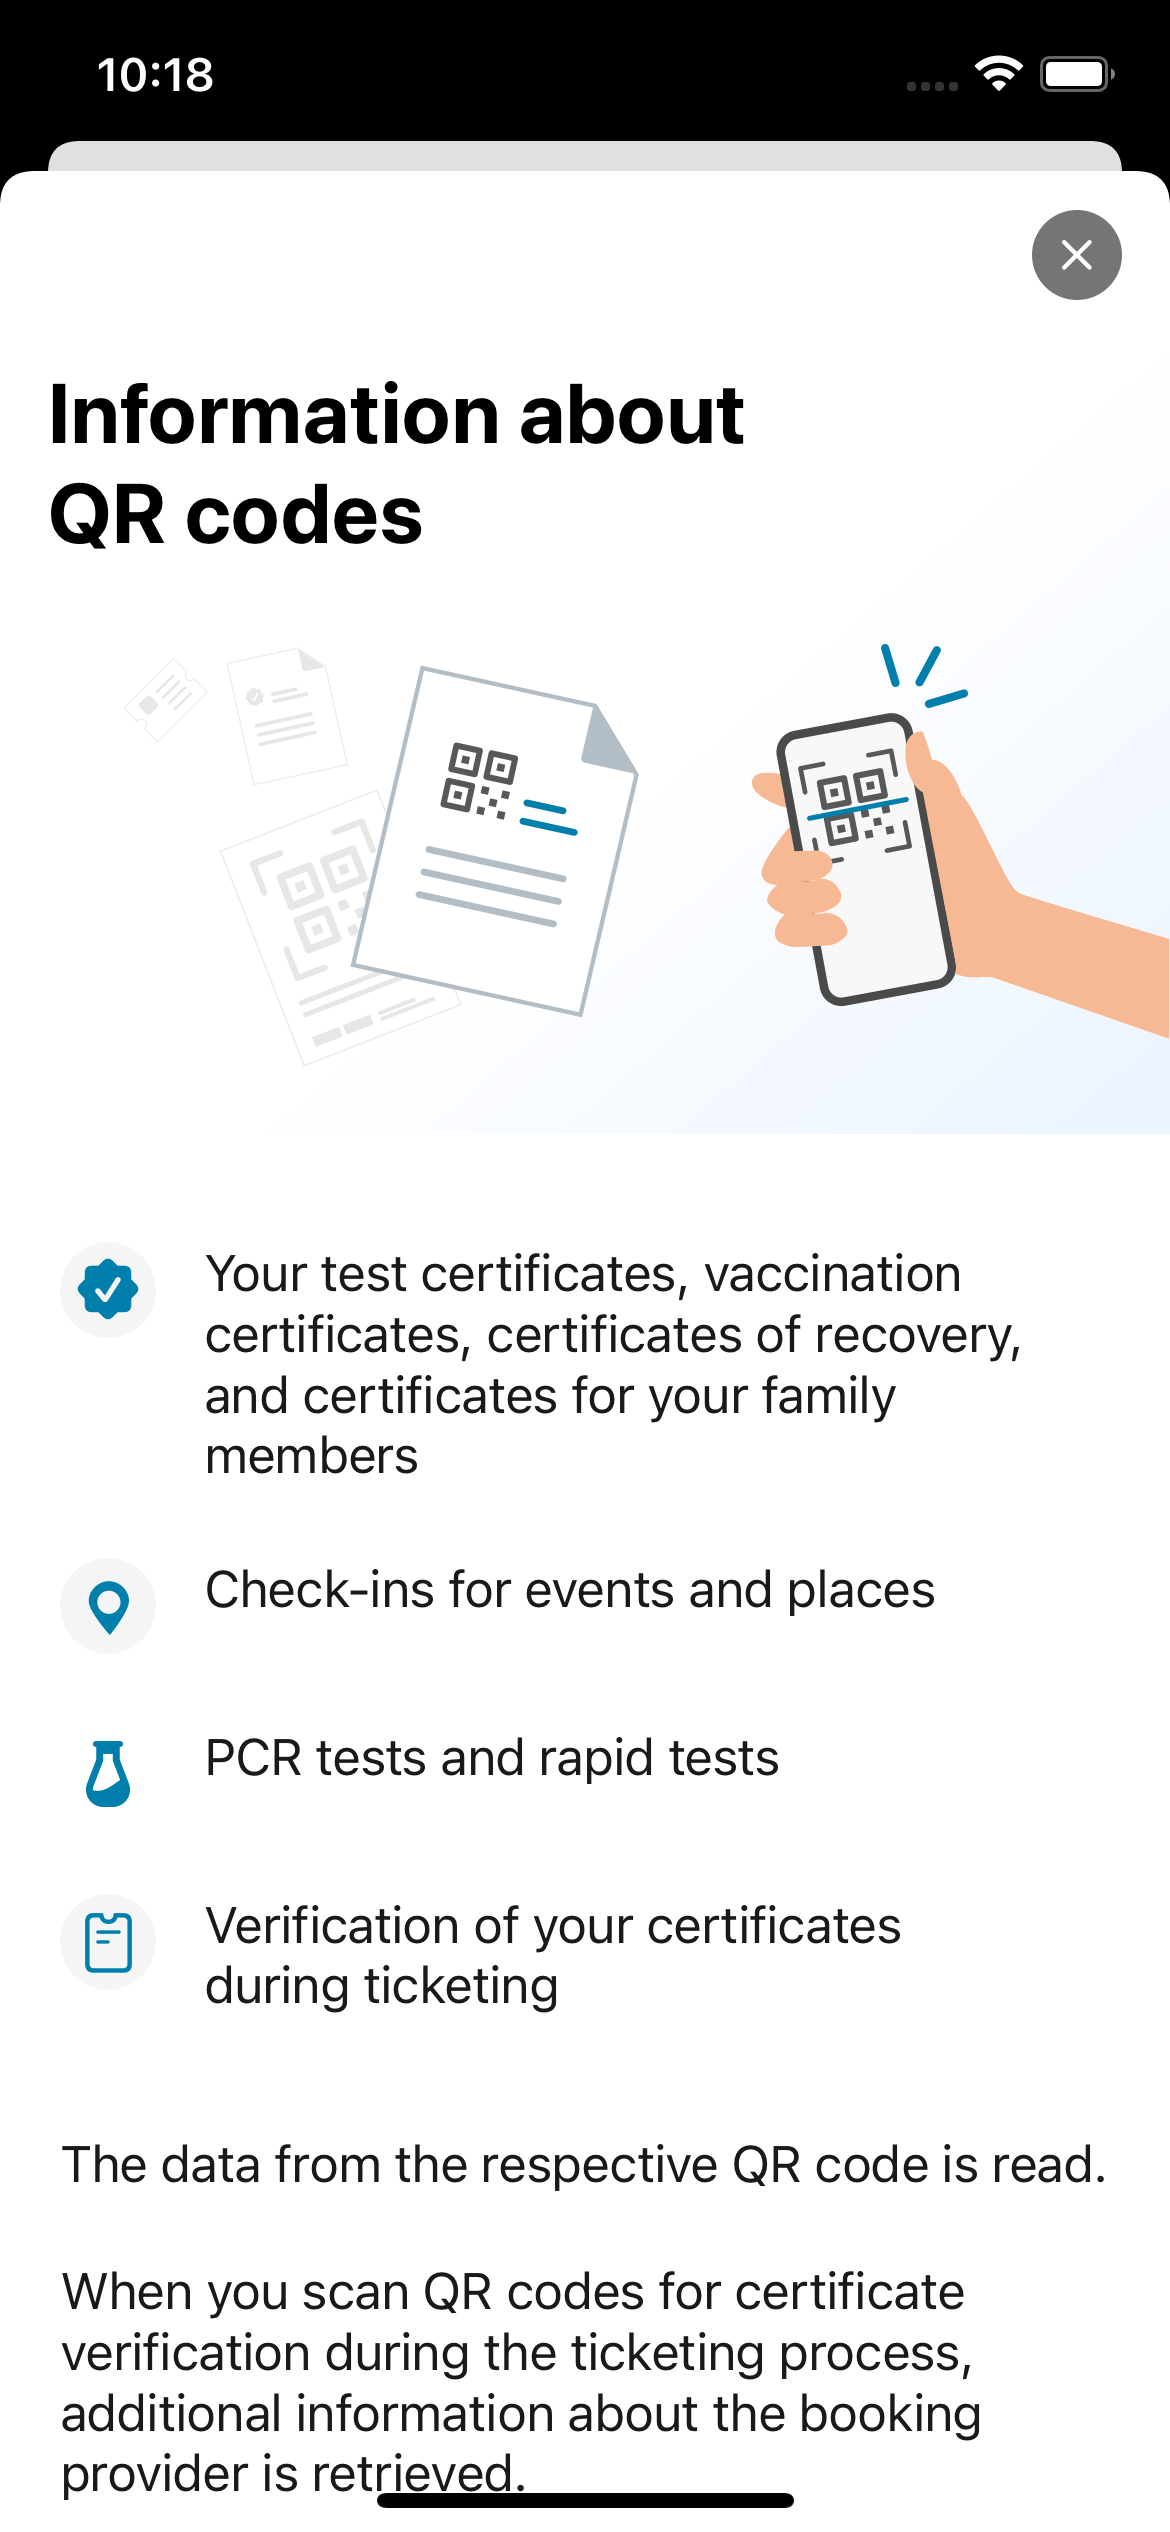 10:18
Information about
QR codes
Your test certificates, vaccination
certificates, certificates of recovery,
and certificates for your family
members
Check-ins for events and places
PCR tests and rapid tests
Verification of your certificates
during ticketing
The data from the respective QR code is read.
When you scan QR codes for certificate
verification during the ticketing process,
additional information about the booking
provider is retrieved.